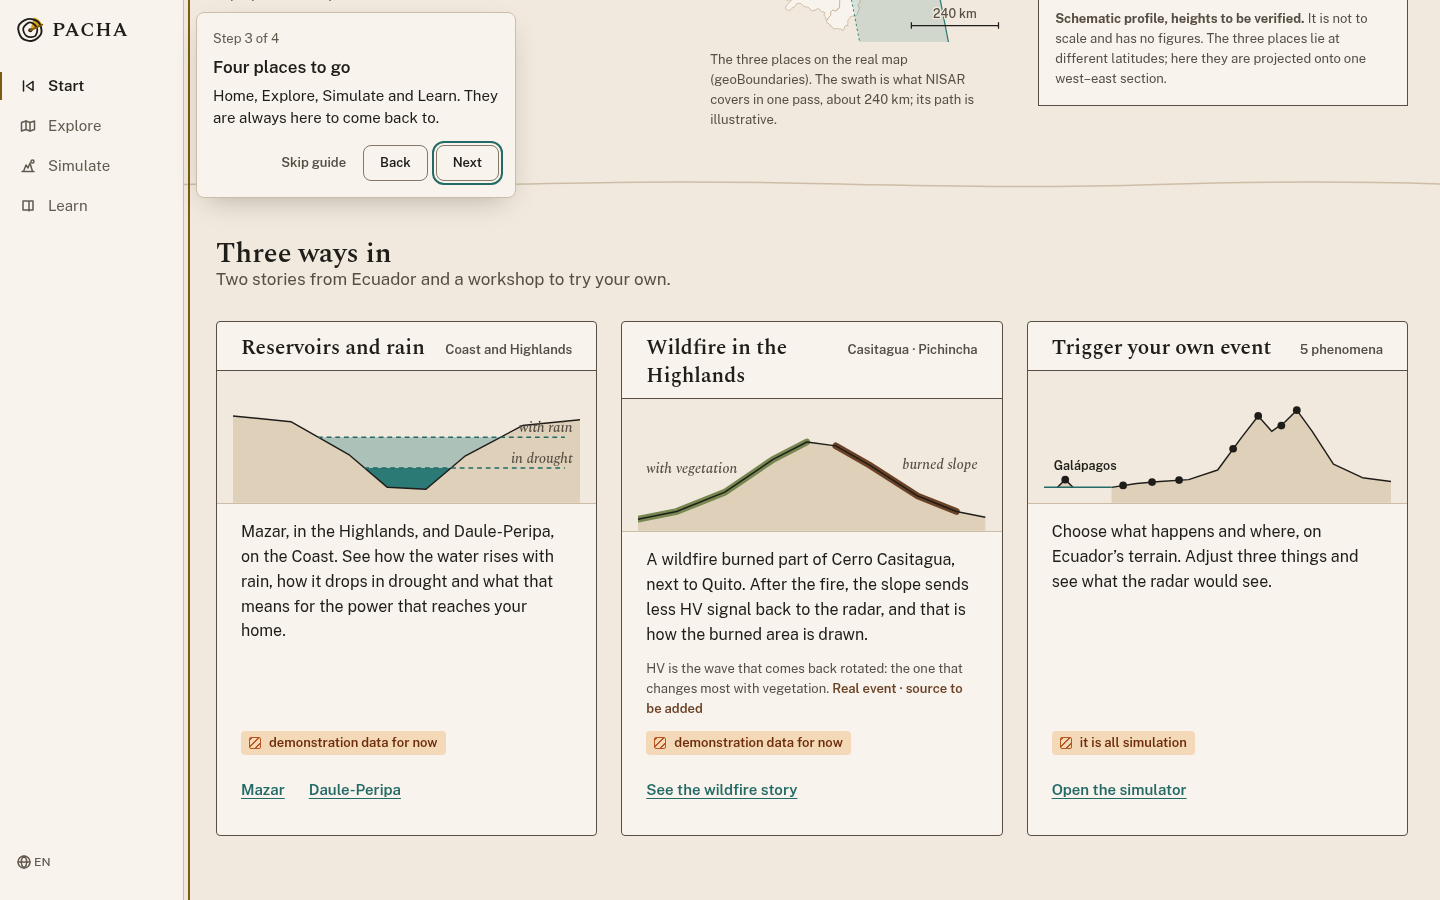 PACHA
Start
Explore
Simulate
Learn
EN
Step 3 of 4
Four places to go
Home, Explore, Simulate and Learn. They
are always here to come back to.
Skip guide
Back
Next
240 km
The three places on the real map
(geoBoundaries). The swath is what NISAR
covers in one pass, about 240 km; its path is
illustrative.
Schematic profile, heights to be verified. It is not to
scale and has no figures. The three places lie at
different latitudes; here they are projected onto one
west–east section.
Three ways in
Two stories from Ecuador and a workshop to try your own.
Reservoirs and rain
Coast and Highlands
with rain
in drought
Mazar, in the Highlands, and Daule-Peripa,
on the Coast. See how the water rises with
rain, how it drops in drought and what that
means for the power that reaches your
home.
demonstration data for now
Mazar
Daule-Peripa
Wildfire in the
Highlands
Casitagua · Pichincha
with vegetation
burned slope
A wildfire burned part of Cerro Casitagua,
next to Quito. After the fire, the slope sends
less HV signal back to the radar, and that is
how the burned area is drawn.
HV is the wave that comes back rotated: the one that
changes most with vegetation. Real event · source to
be added
demonstration data for now
See the wildfire story
Trigger your own event
5 phenomena
Galápagos
Choose what happens and where, on
Ecuador’s terrain. Adjust three things and
see what the radar would see.
it is all simulation
Open the simulator